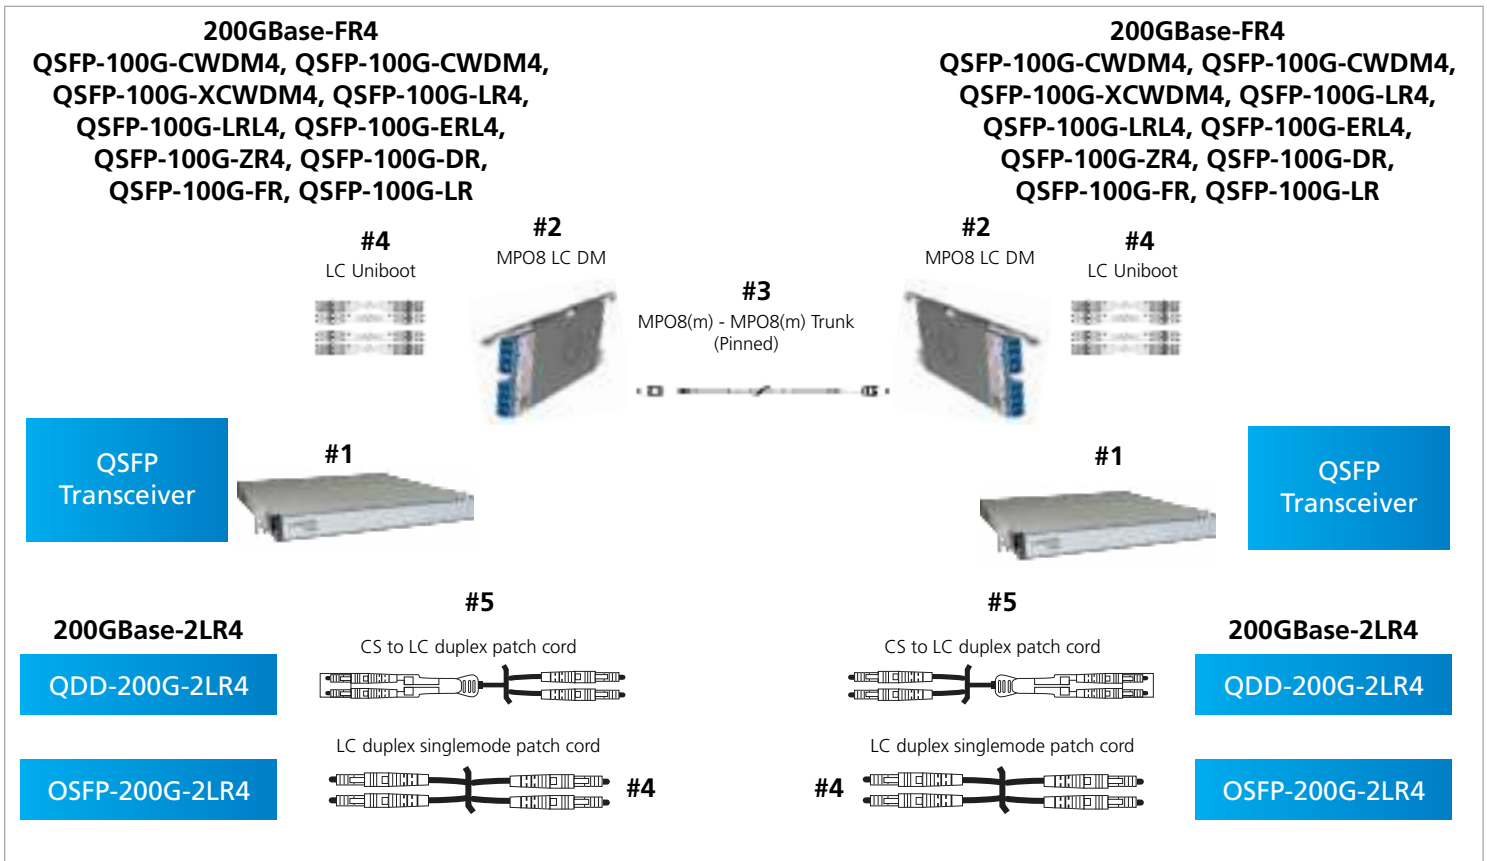 200GBase-FR4
QSFP-100G-CWDM4, QSFP-100G-CWDM4,
QSFP-100G-XCWDM4, QSFP-100G-LR4,
QSFP-100G-LRL4, QSFP-100G-ERL4,
QSFP-100G-ZR4, QSFP-100G-DR,
QSFP-100G-FR, QSFP-100G-LR
200GBase-FR4
QSFP-100G-CWDM4, QSFP-100G-CWDM4,
QSFP-100G-XCWDM4, QSFP-100G-LR4,
QSFP-100G-LRL4, QSFP-100G-ERL4,
QSFP-100G-ZR4, QSFP-100G-DR,
QSFP-100G-FR, QSFP-100G-LR
#4
LC Uniboot
#2
MPO8 LC DM
#3
MPO8(m) - MPO8(m) Trunk
(Pinned)
#2
MPO8 LC DM
#4
LC Uniboot
QSFP
Transceiver
#1
#1
QSFP
Transceiver
200GBase-2LR4
#5
CS to LC duplex patch cord
#5
CS to LC duplex patch cord
200GBase-2LR4
QDD-200G-2LR4
QDD-200G-2LR4
LC duplex singlemode patch cord
LC duplex singlemode patch cord
OSFP-200G-2LR4
#4
#4
OSFP-200G-2LR4